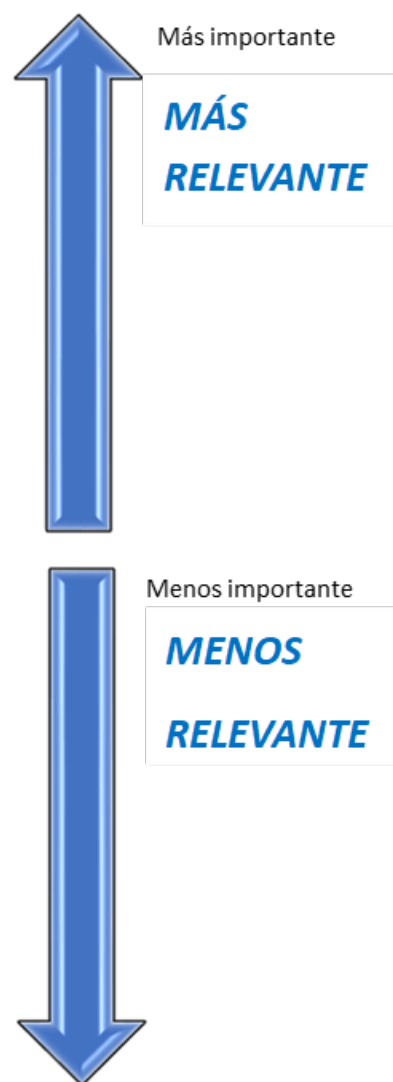 Más importante
MÁS
RELEVANTE
Menos importante
MENOS
RELEVANTE